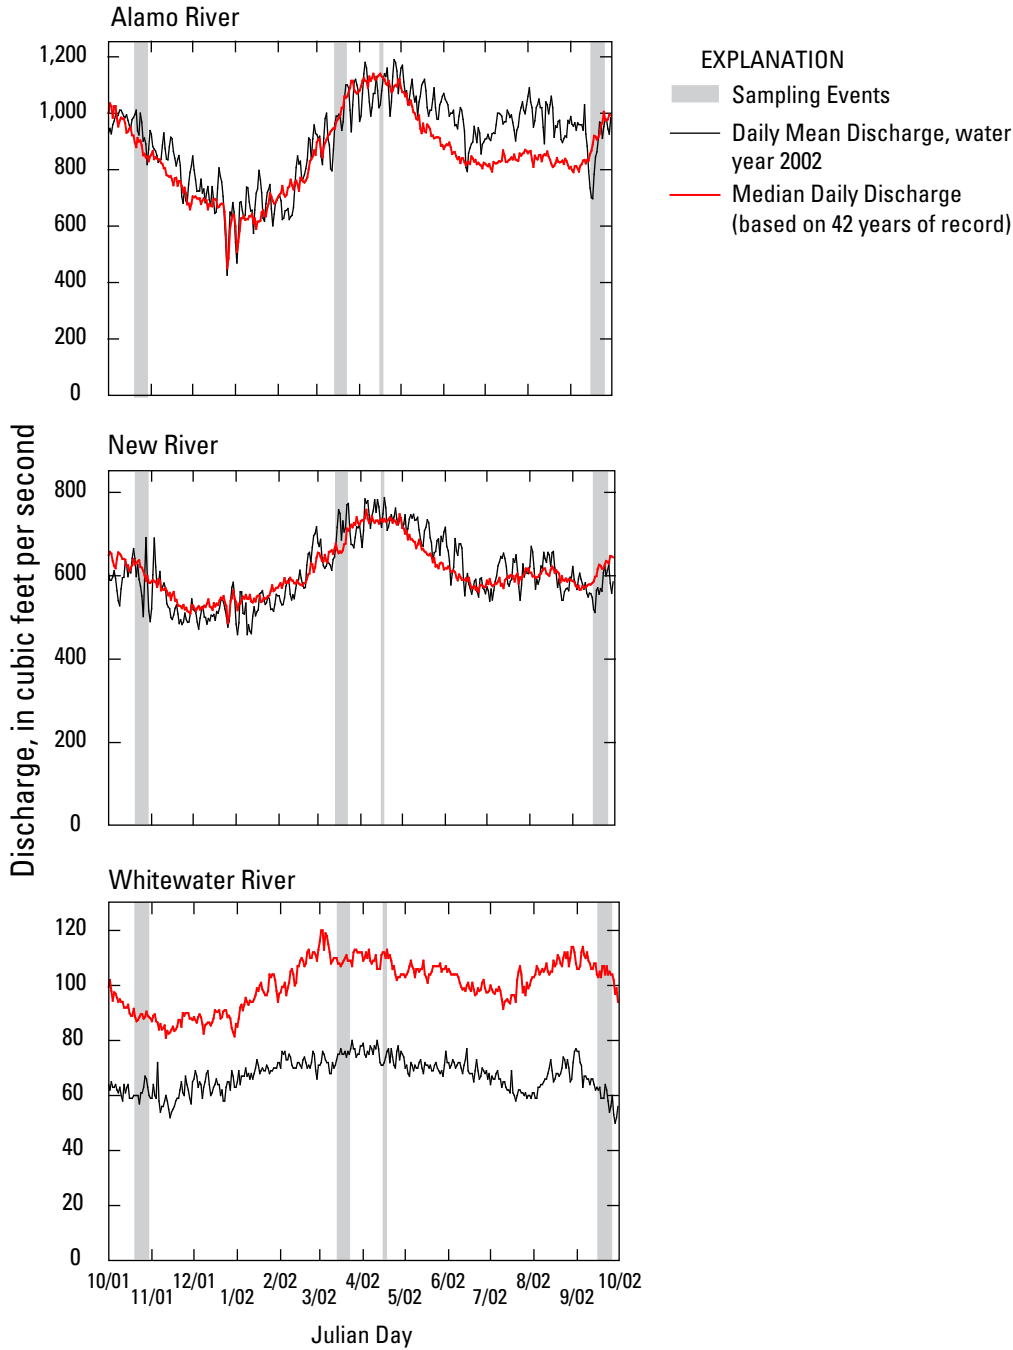 Alamo River
1,200
1,000
800
600
400
200
0
EXPLANATION
Sampling Events
Daily Mean Discharge, water
year 2002
Median Daily Discharge
(based on 42 years of record)
Discharge, in cubic feet per second
New River
800
600
400
200
0
Whitewater River
120
100
80
60
40
20
0
10/01 12/01 2/02 4/02 6/02 8/02 10/02
11/01 1/02 3/02 5/02 7/02 9/02
Julian Day